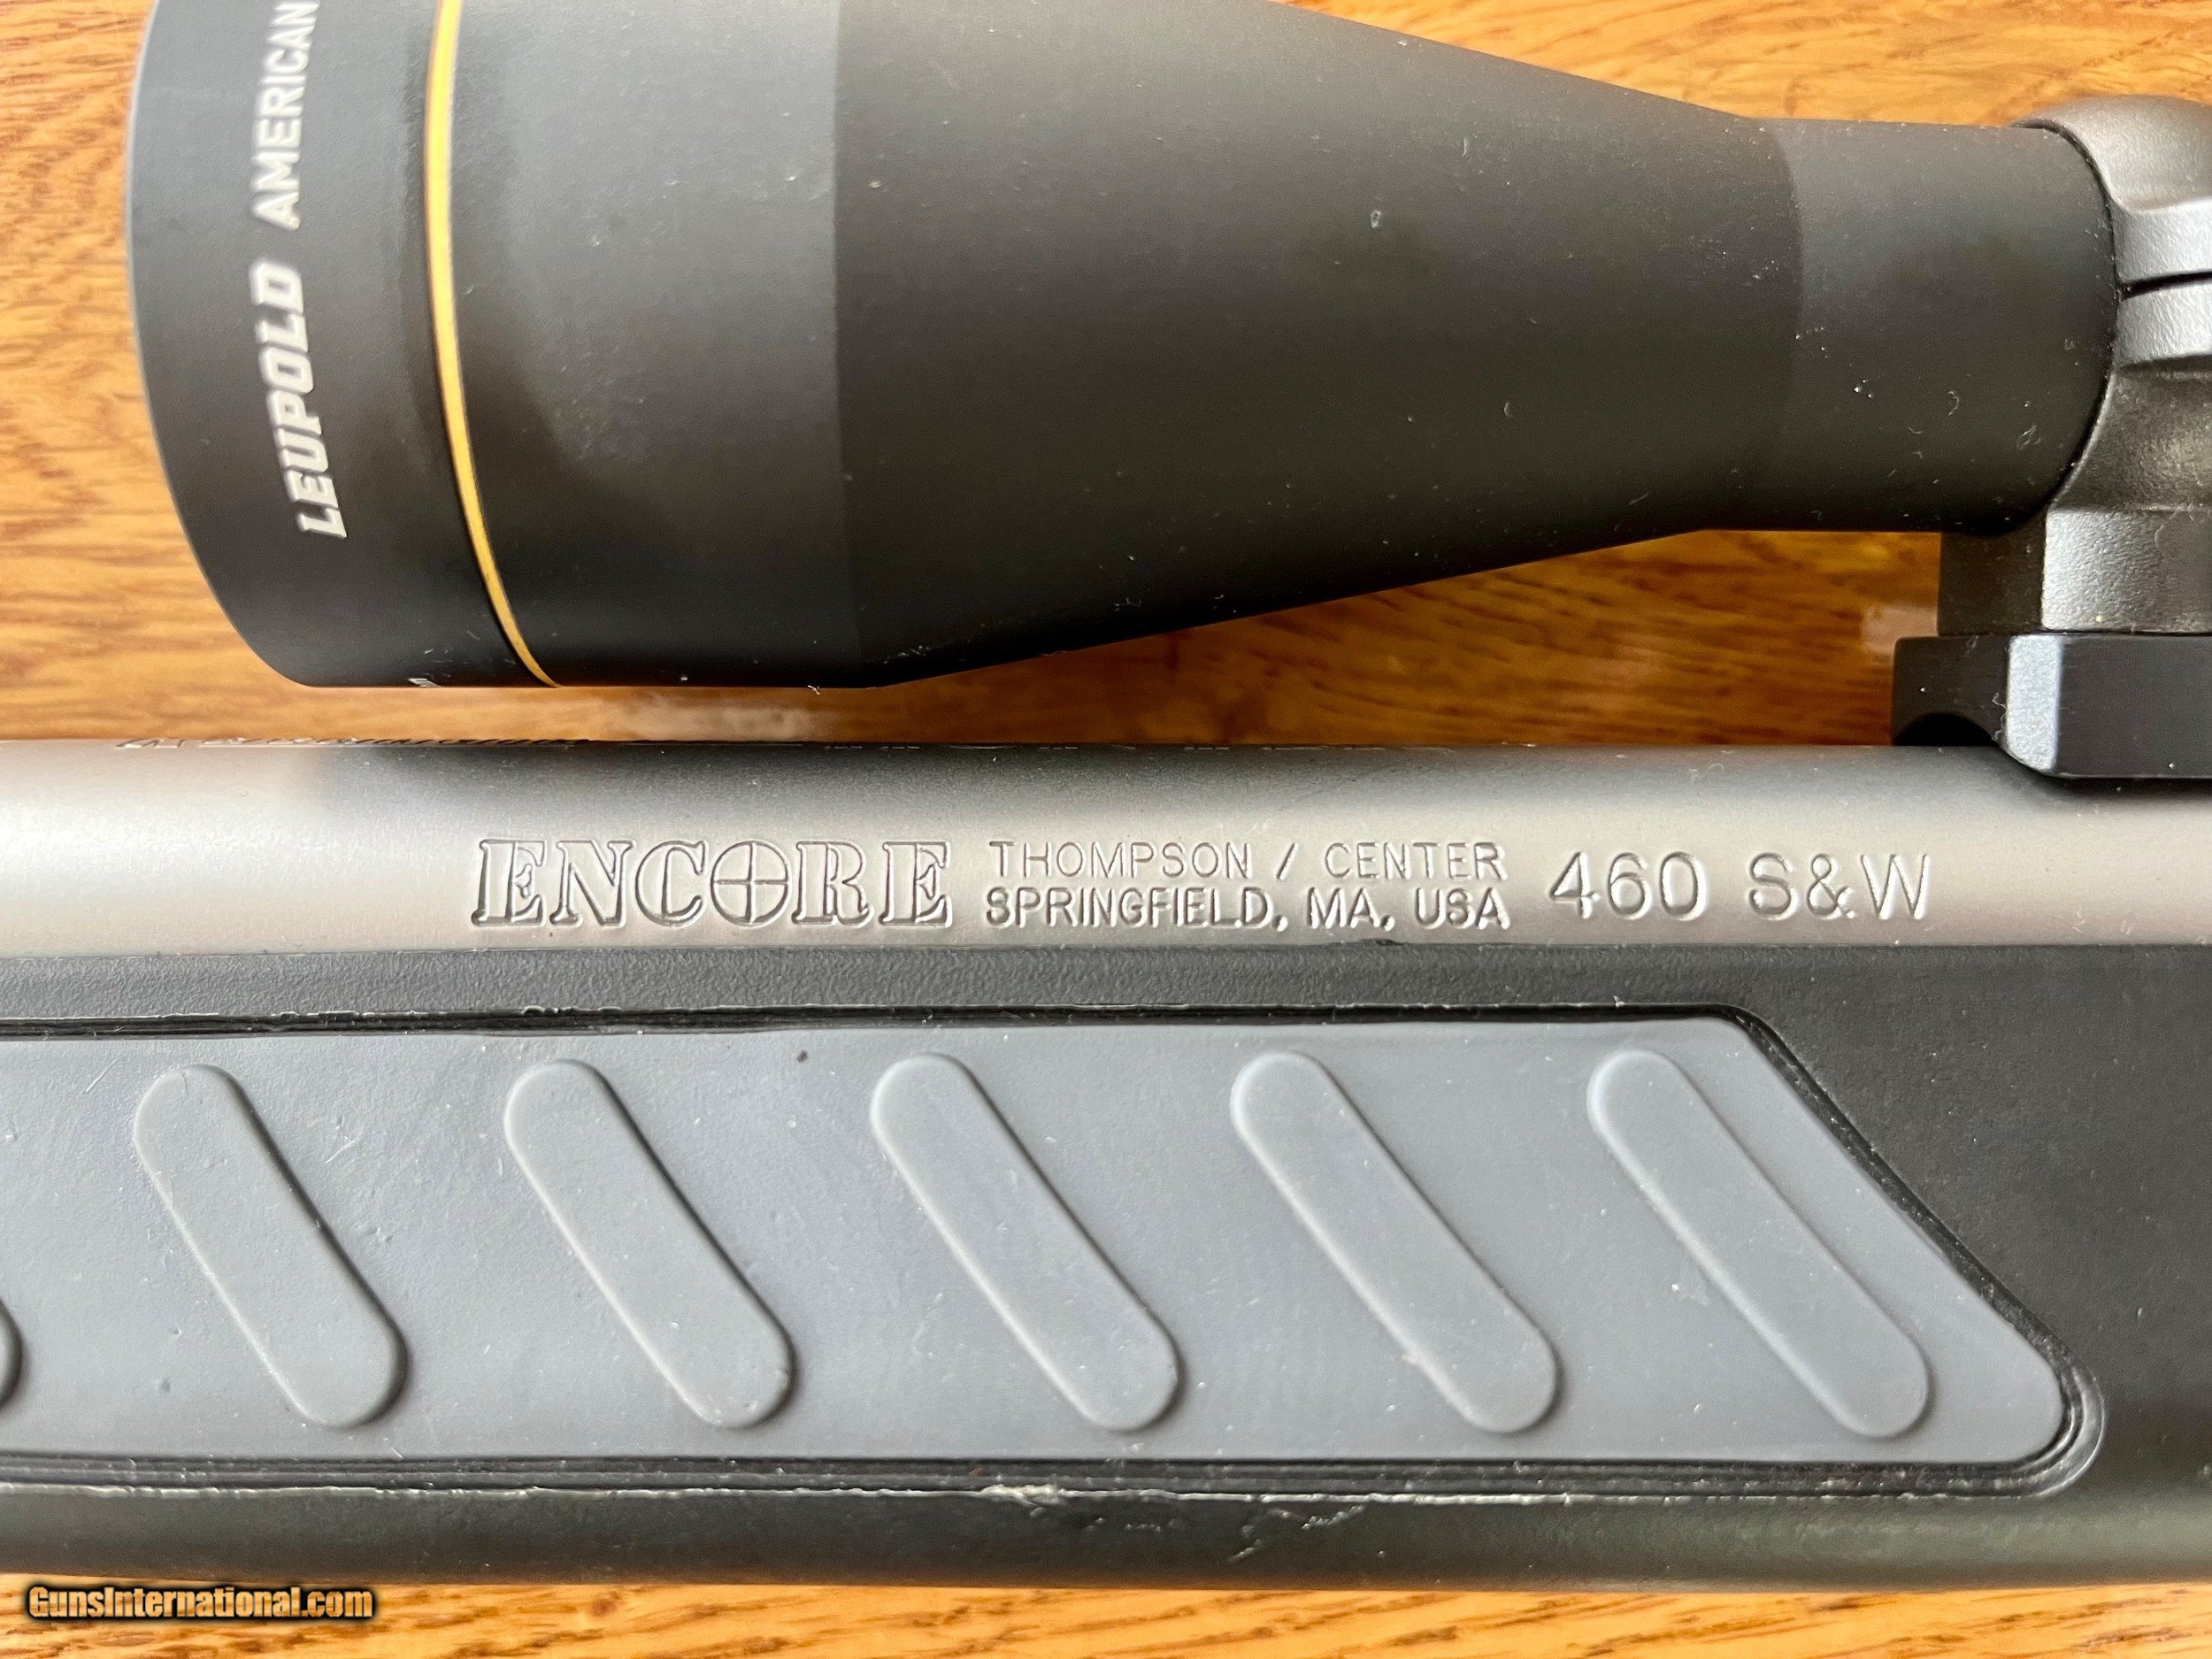 LEUPOLD AMERICAN
ENCORE THOMPSON / CENTER 460 S&W
SPRINGFIELD, MA, USA
GunsInternational.com